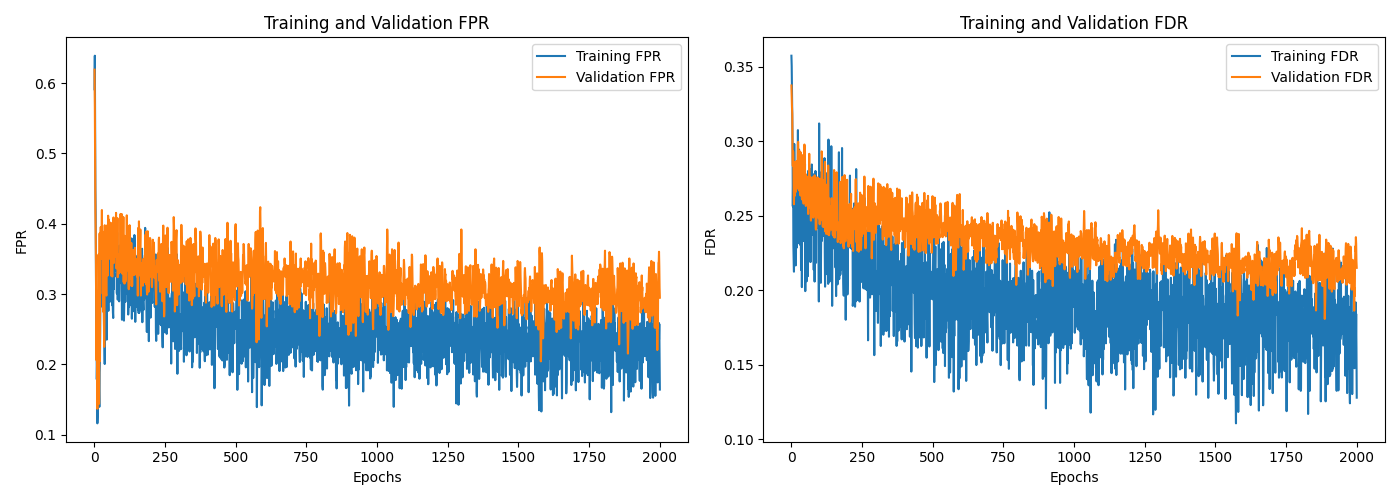 Training and Validation FPR
Training FPR
Validation FPR
FPR
0.6
0.5
0.4
0.3
0.2
0.1
0 250 500 750 1000 1250 1500 1750 2000
Epochs
Training and Validation FDR
Training FDR
Validation FDR
FDR
0.35
0.30
0.25
0.20
0.15
0.10
0 250 500 750 1000 1250 1500 1750 2000
Epochs